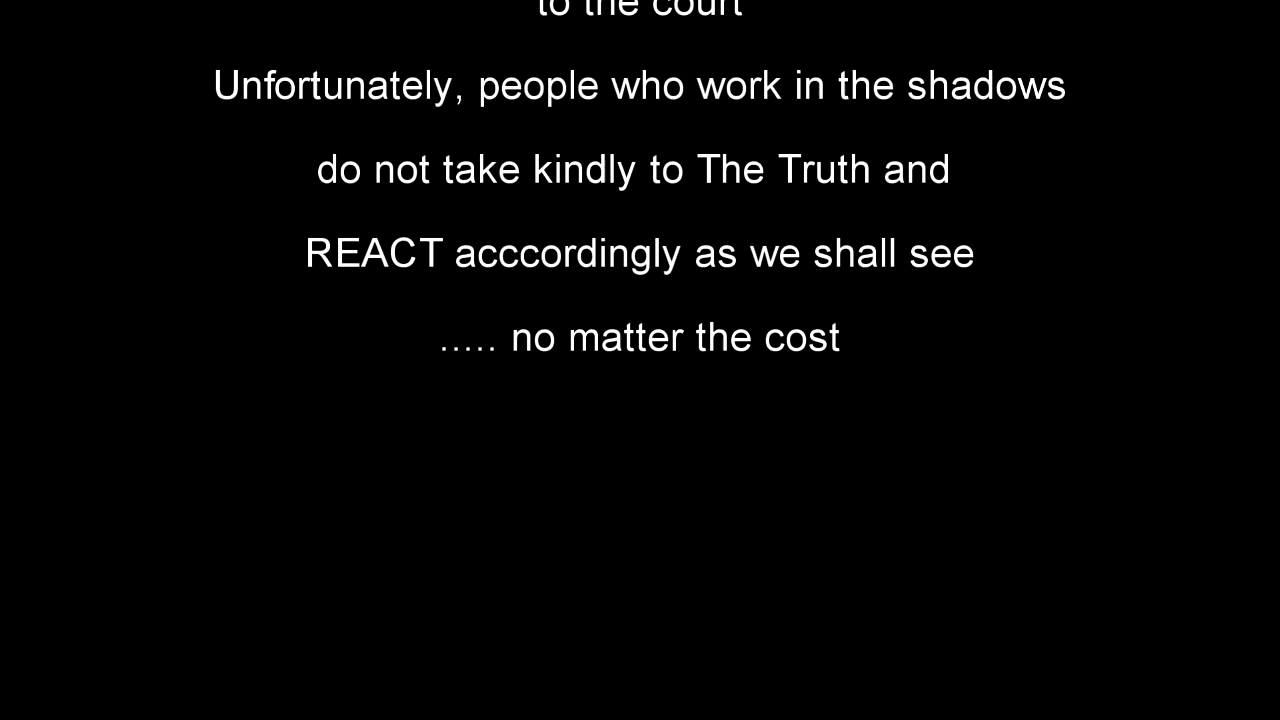 to the court
Unfortunately, people who work in the shadows
do not take kindly to The Truth and
REACT acccordingly as we shall see
..... no matter the cost